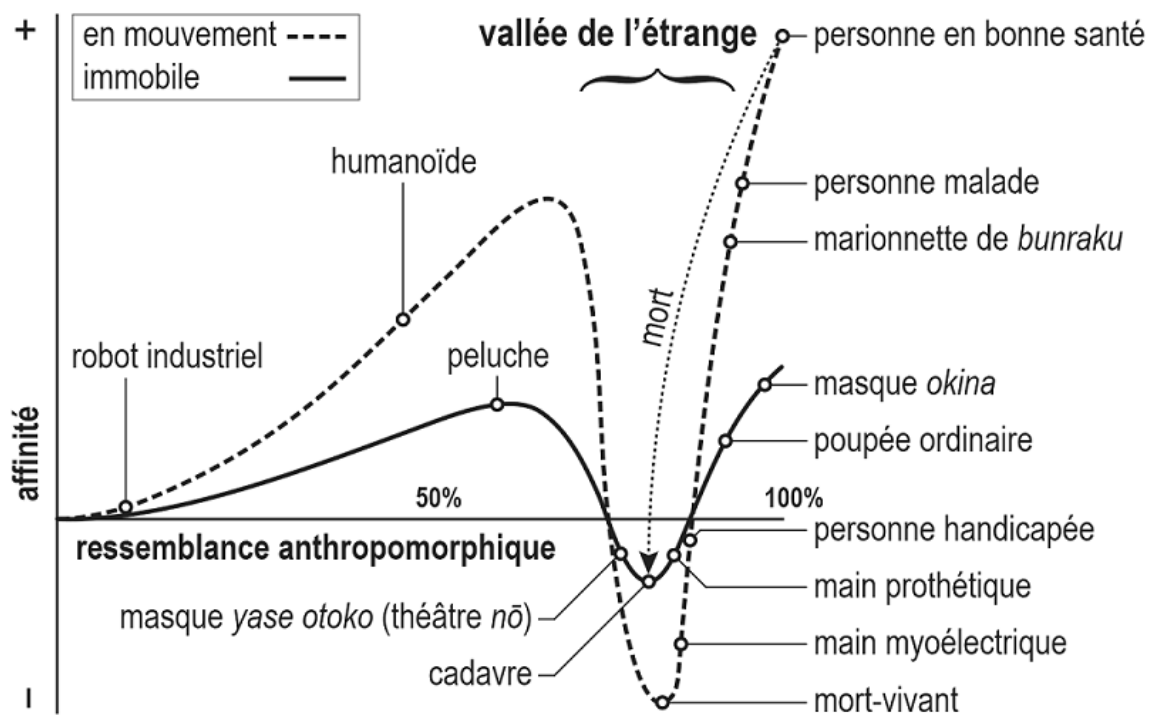 +
en mouvement
immobile
vallée de l'étrange
personne en bonne santé
humanoïde
personne malade
marionnette de bunraku
mort
robot industriel
peluche
masque okina
poupée ordinaire
affinité
50%
100%
ressemblance anthropomorphique
personne handicapée
main prothétique
masque yase otoko (théâtre nō)
main myoélectrique
cadavre
mort-vivant
–